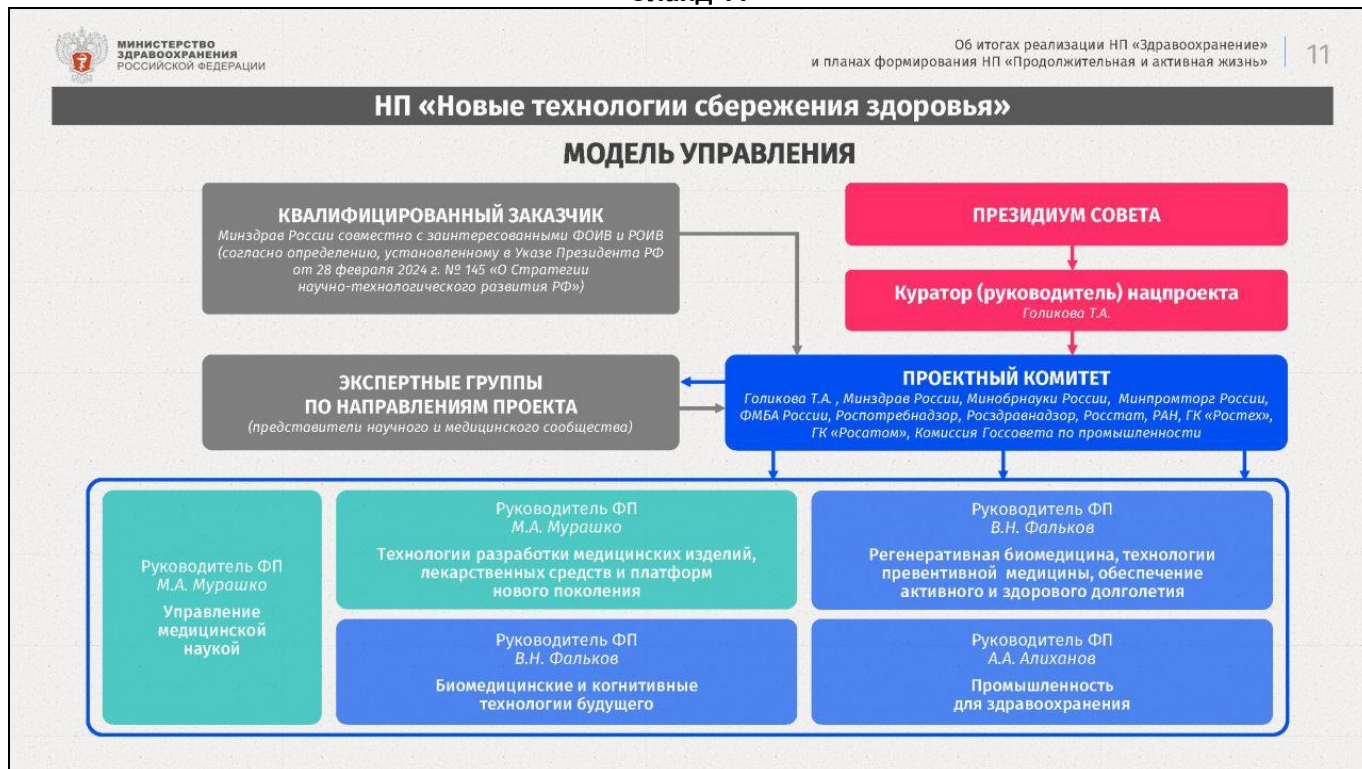 МИНИСТЕРСТВО
ЗДРАВООХРАНЕНИЯ
РОССИЙСКОЙ ФЕДЕРАЦИИ
Об итогах реализации НП «Здравоохранение»
и планах формирования НП «Продолжительная и активная жизнь»
11
НП «Новые технологии сбережения здоровья»
МОДЕЛЬ УПРАВЛЕНИЯ
КВАЛИФИЦИРОВАННЫЙ ЗАКАЗЧИК
Минздрав России совместно с заинтересованными ФОИВ и РОИВ
(согласно определению, установленному в Указе Президента РФ
от 28 февраля 2024 г. № 145 «О Стратегии
научно-технологического развития РФ»)
ПРЕЗИДИУМ СОВЕТА
Куратор (руководитель) нацпроекта
Голикова Т.А.
ЭКСПЕРТНЫЕ ГРУППЫ
ПО НАПРАВЛЕНИЯМ ПРОЕКТА
(представители научного и медицинского сообщества)
ПРОЕКТНЫЙ КОМИТЕТ
Голикова Т.А. , Минздрав России, Минобрнауки России, Минпромторг России,
ФМБА России, Роспотребнадзор, Росздравнадзор, Росстат, РАН, ГК «Ростех»,
ГК «Росатом», Комиссия Госсовета по промышленности
Руководитель ФП
М.А. Мурашко
Управление
медицинской
наукой
Руководитель ФП
М.А. Мурашко
Технологии разработки медицинских изделий,
лекарственных средств и платформ
нового поколения
Руководитель ФП
В.Н. Фальков
Регенеративная биомедицина, технологии
превентивной медицины, обеспечение
активного и здорового долголетия
Руководитель ФП
В.Н. Фальков
Биомедицинские и когнитивные
технологии будущего
Руководитель ФП
А.А. Алиханов
Промышленность
для здравоохранения